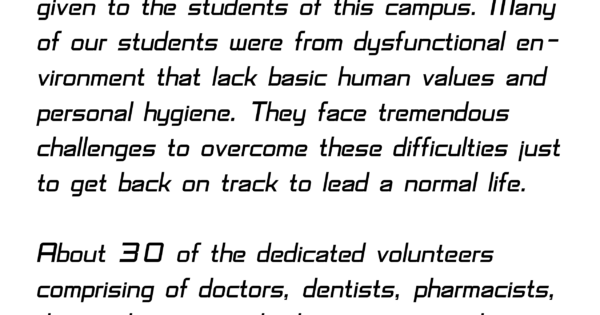 given to the students of this campus. Many
of our students were from dysfunctional en-
vironment that lack basic human values and
personal hygiene. They face tremendous
challenges to overcome these difficulties just
to get back on track to lead a normal life.
About 30 of the dedicated volunteers
comprising of doctors, dentists, pharmacists,